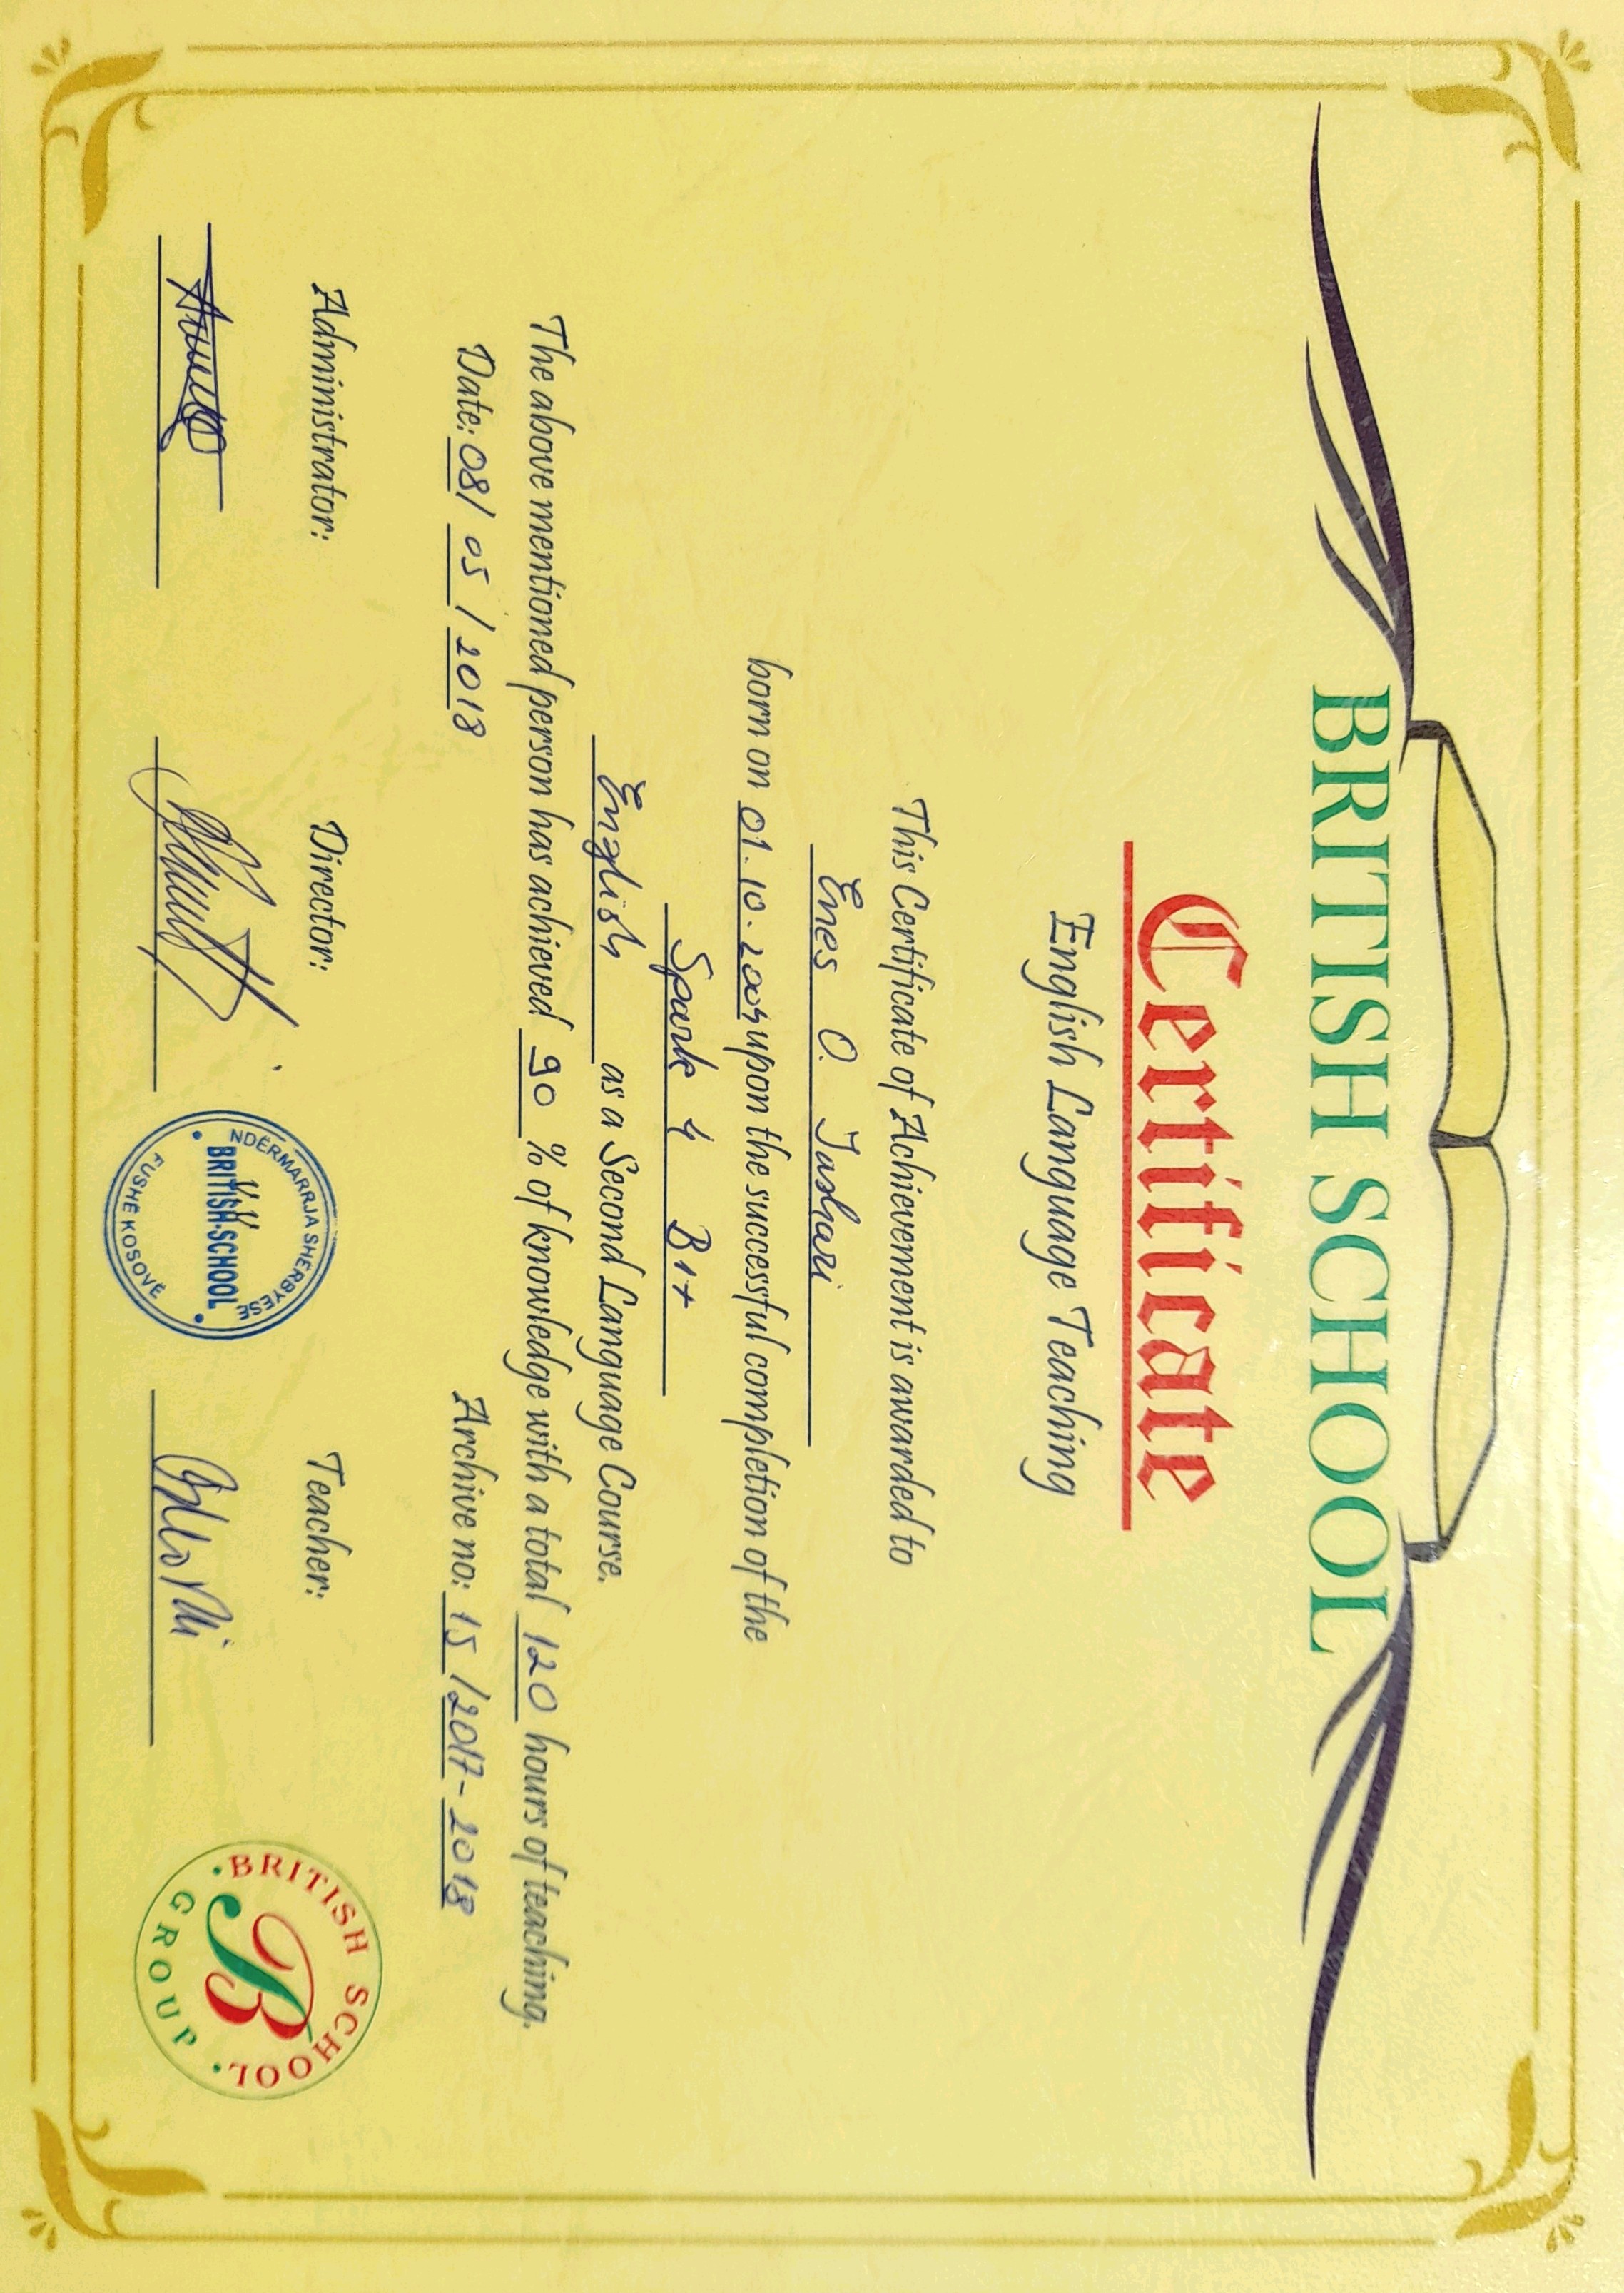 BRITISH SCHOOL
Certificate
English Language Teaching
This Certificate of Achievement is awarded to
Enes O. Jashari
born on 01.10.2004 upon the successful completion of the
Spark 4 B1+
English as a Second Language Course.
The above mentioned person has achieved 90 % of knowledge with a total 120 hours of teaching.
Date: 08/ 05 / 2018
Archive no: 15 /2017- 2018
Administrator:
Director:
Teacher:
NDËRMARRJA SHËRBYESE
BRITISH-SCHOOL
FUSHË KOSOVË
BRITISH SCHOOL
B
GROUP